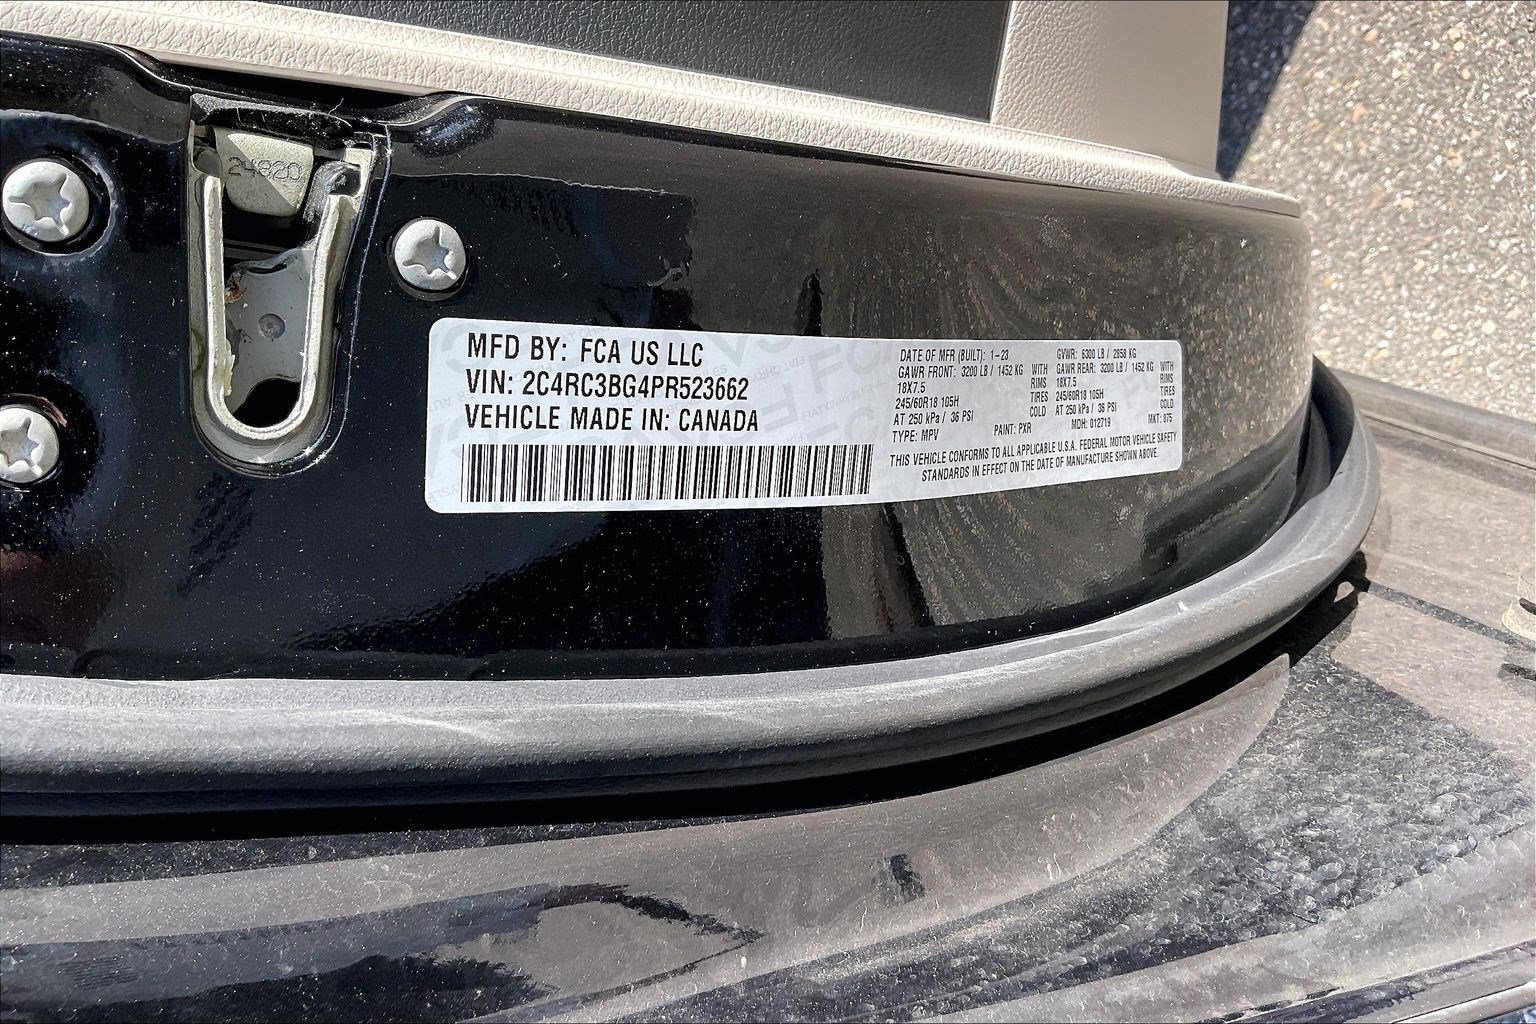 24820
MFD BY: FCA US LLC
VIN: 2C4RC3BG4PR523662
VEHICLE MADE IN: CANADA
DATE OF MFR (BUILT): 1-23 GVWR: 6300 LB / 2858 KG
GAWR FRONT: 3200 LB / 1452 KG WITH GAWR REAR: 3200 LB / 1452 KG WITH
18X7.5 RIMS 18X7.5 RIMS
245/60R18 105H TIRES 245/60R18 105H TIRES
AT 250 kPa / 36 PSI COLD AT 250 kPa / 36 PSI COLD
TYPE: MPV PAINT: PXR MDH: 012719 MKT: 875
THIS VEHICLE CONFORMS TO ALL APPLICABLE U.S.A. FEDERAL MOTOR VEHICLE SAFETY
STANDARDS IN EFFECT ON THE DATE OF MANUFACTURE SHOWN ABOVE.